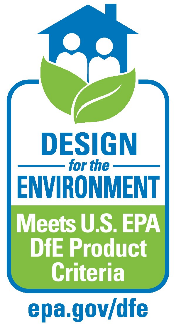 DESIGN
for the
ENVIRONMENT
Meets U.S. EPA
DfE Product
Criteria
epa.gov/dfe